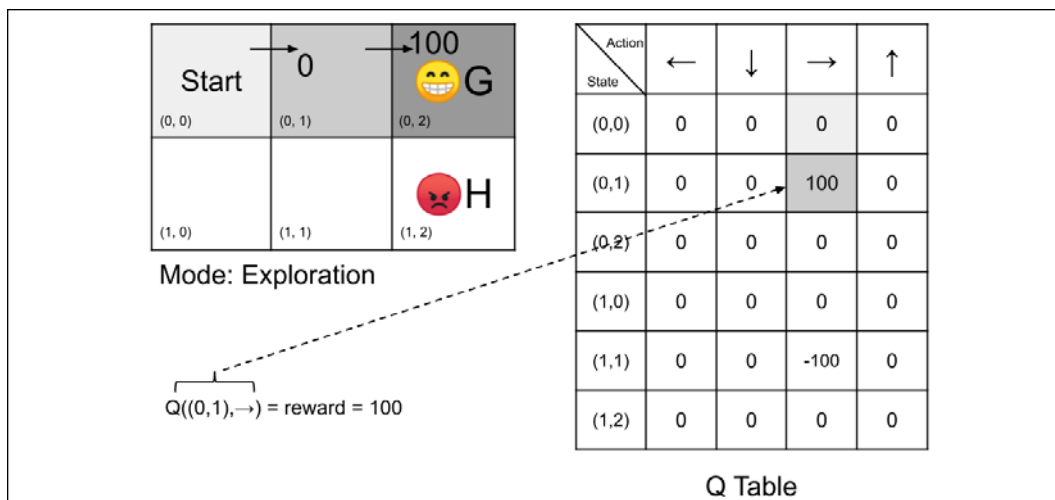 Start
0
100
G
(0, 0)
(0, 1)
(0, 2)
H
(1, 0)
(1, 1)
(1, 2)
Mode: Exploration
Q((0,1),→) = reward = 100
Action
State
← ↓ → ↑
(0,0) 0 0 0 0
(0,1) 0 0 100 0
(0,2) 0 0 0 0
(1,0) 0 0 0 0
(1,1) 0 0 -100 0
(1,2) 0 0 0 0
Q Table